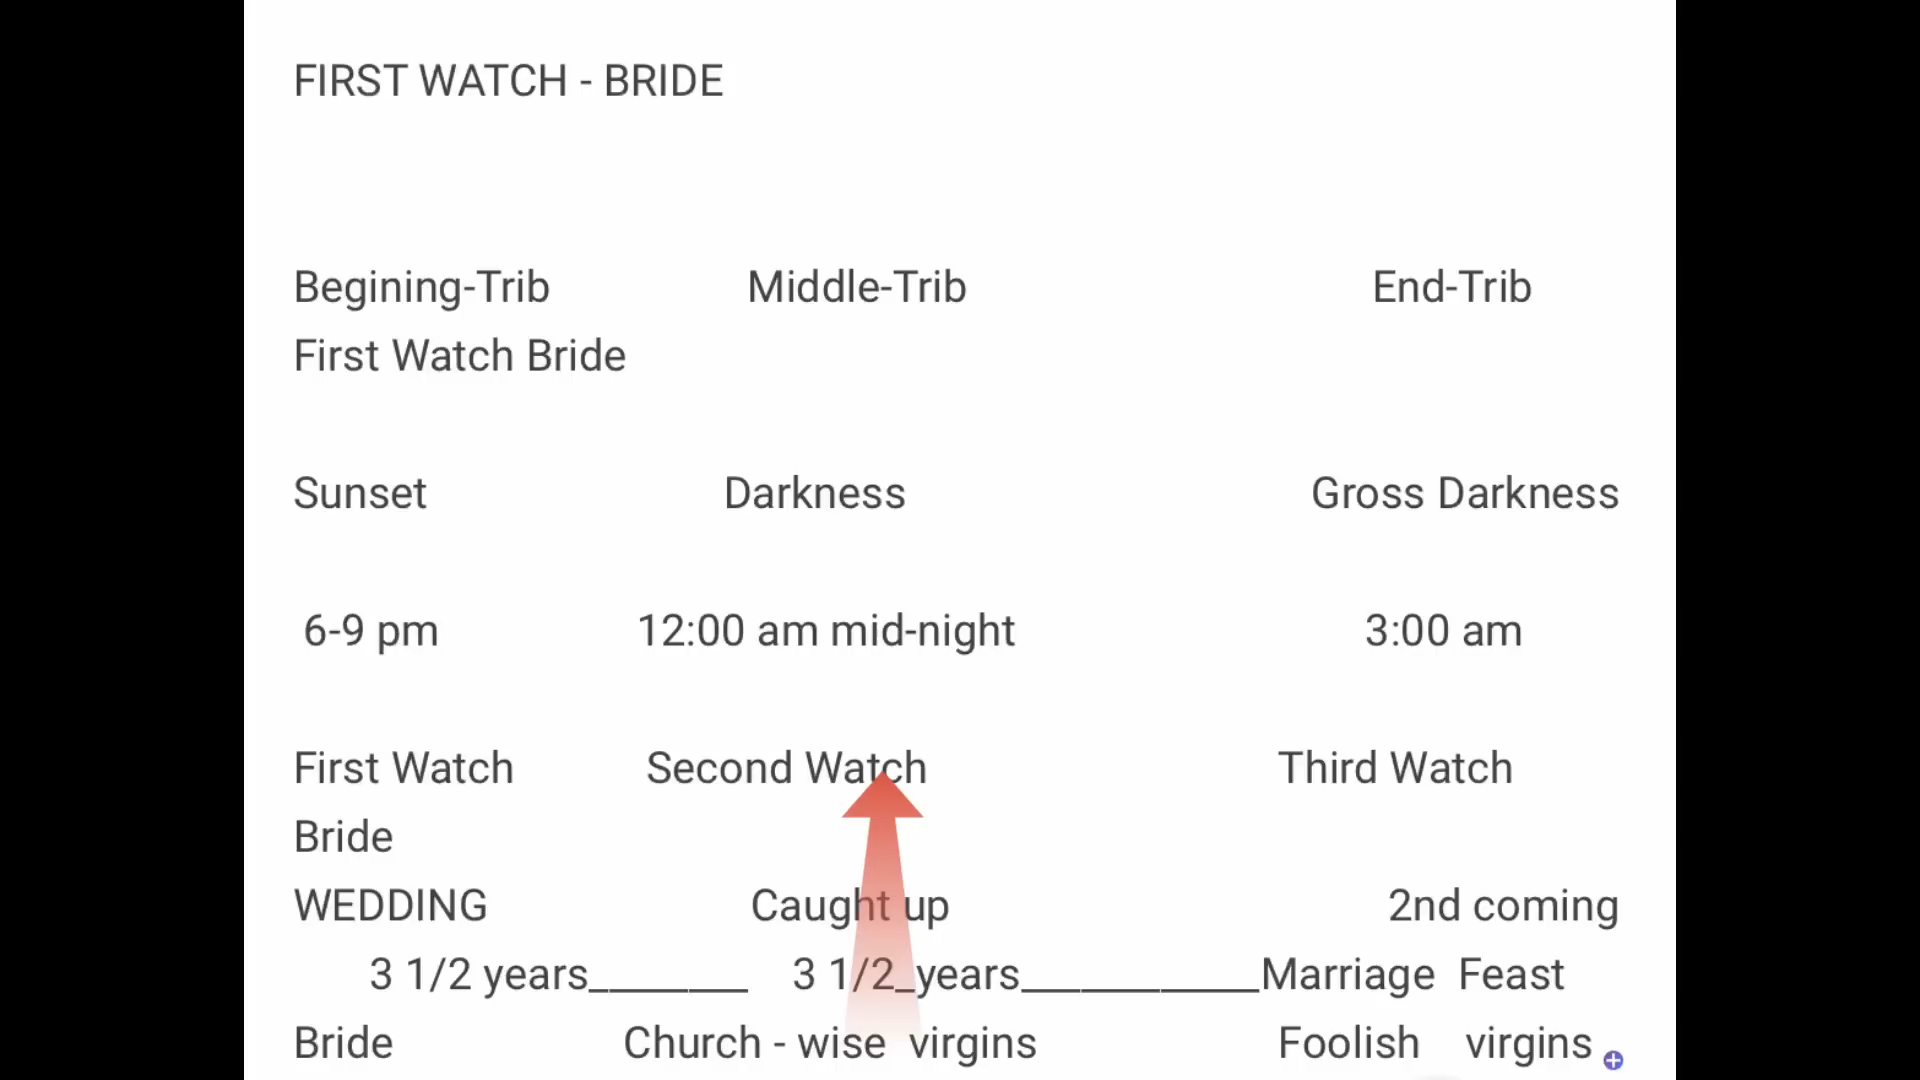 FIRST WATCH - BRIDE
Begining-Trib Middle-Trib End-Trib
First Watch Bride
Sunset Darkness Gross Darkness
6-9 pm 12:00 am mid-night 3:00 am
First Watch Second Watch Third Watch
Bride
WEDDING Caught up 2nd coming
3 1/2 years________ 3 1/2_years____________Marriage Feast
Bride Church - wise virgins Foolish virgins